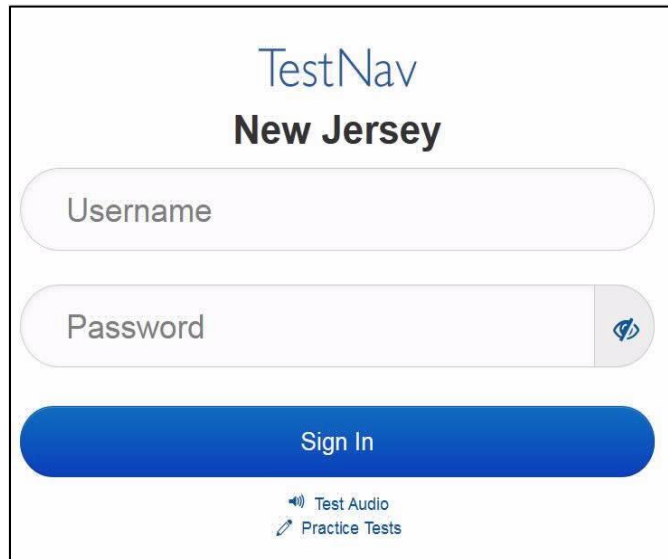 TestNav
New Jersey
Username
Password
Sign In
Test Audio
Practice Tests